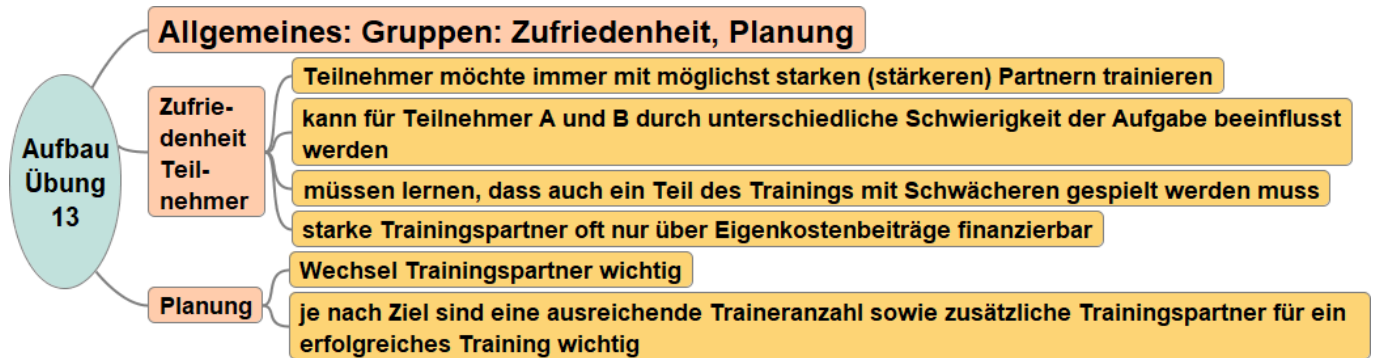 Allgemeines: Gruppen: Zufriedenheit, Planung
Aufbau
Übung
13
Zufrie-
denheit
Teil-
nehmer
Teilnehmer möchte immer mit möglichst starken (stärkeren) Partnern trainieren
kann für Teilnehmer A und B durch unterschiedliche Schwierigkeit der Aufgabe beeinflusst
werden
müssen lernen, dass auch ein Teil des Trainings mit Schwächeren gespielt werden muss
starke Trainingspartner oft nur über Eigenkostenbeiträge finanzierbar
Planung
Wechsel Trainingspartner wichtig
je nach Ziel sind eine ausreichende Traineranzahl sowie zusätzliche Trainingspartner für ein
erfolgreiches Training wichtig